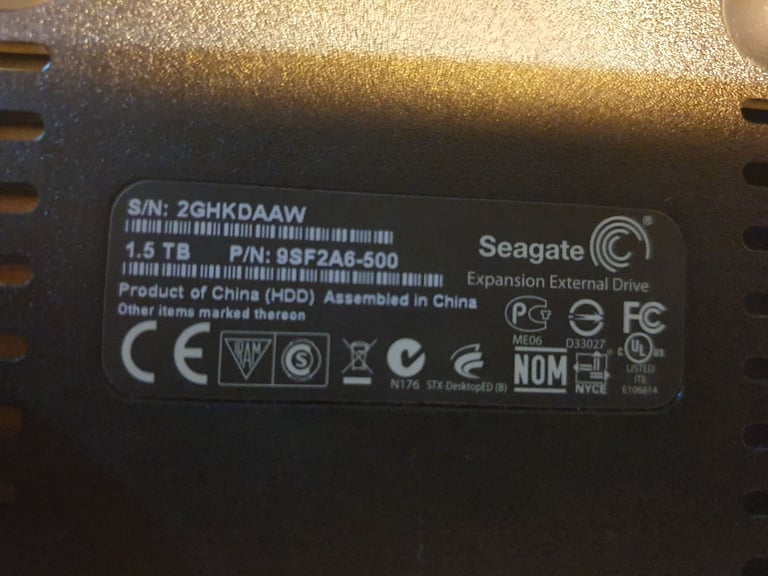 S/N: 2GHKDAAW
1.5 TB P/N: 9SF2A6-500
Product of China (HDD) Assembled in China
Other items marked thereon
Seagate ®
Expansion External Drive
ME06
D33027
FC
CE
IRAM
S
N176
STX-DesktopED (B)
NOM
NYCE
C UL US
LISTED
ITE
E106814